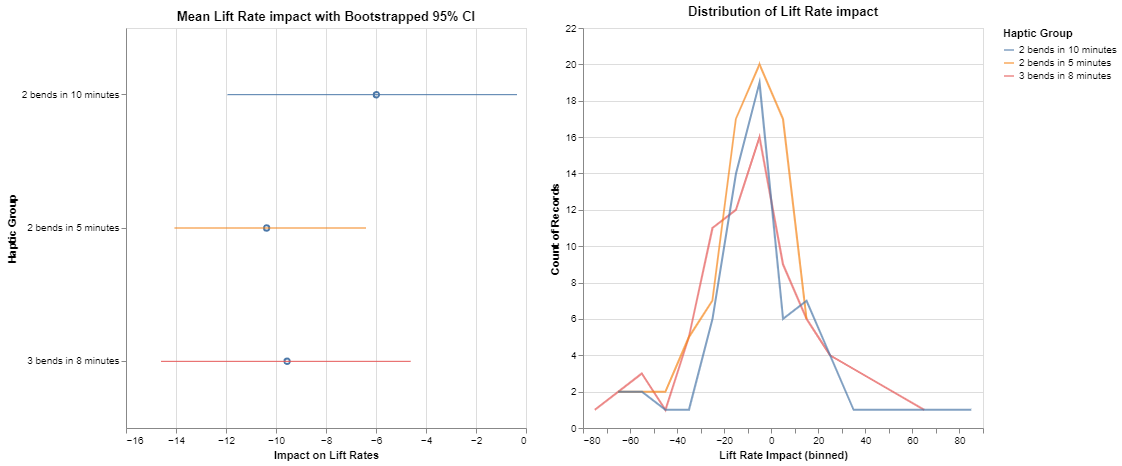 Mean Lift Rate impact with Bootstrapped 95% CI
Haptic Group
2 bends in 10 minutes
2 bends in 5 minutes
3 bends in 8 minutes
−16 −14 −12 −10 −8 −6 −4 −2 0
Impact on Lift Rates
Distribution of Lift Rate impact
Count of Records
22
20
18
16
14
12
10
8
6
4
2
0
−80 −60 −40 −20 0 20 40 60 80
Lift Rate Impact (binned)
Haptic Group
2 bends in 10 minutes
2 bends in 5 minutes
3 bends in 8 minutes